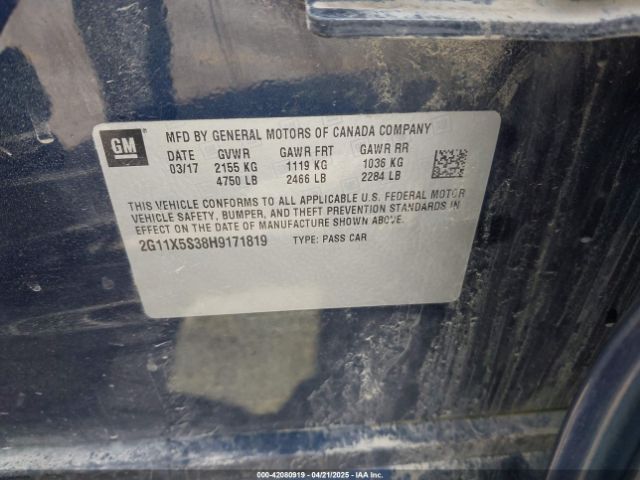 GM
MFD BY GENERAL MOTORS OF CANADA COMPANY
DATE GVWR GAWR FRT GAWR RR
03/17 2155 KG 1119 KG 1036 KG
4750 LB 2466 LB 2284 LB
THIS VEHICLE CONFORMS TO ALL APPLICABLE U.S. FEDERAL MOTOR
VEHICLE SAFETY, BUMPER, AND THEFT PREVENTION STANDARDS
IN EFFECT ON THE DATE OF MANUFACTURE SHOWN ABOVE.
2G11X5S38H9171819 TYPE: PASS CAR
000-42080919 - 04/21/2025 - IAA Inc.